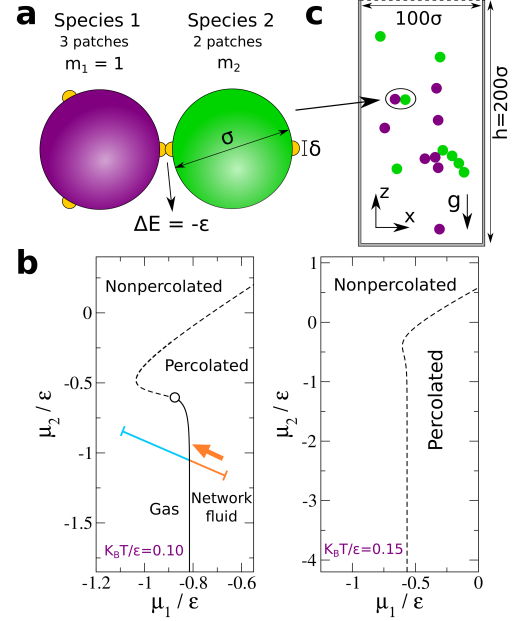 a
Species 1
3 patches
m₁ = 1
Species 2
2 patches
m₂
σ
δ
ΔE = -ε
c
100σ
h=200σ
z
x
g
b
Nonpercolated
Percolated
Gas
Network
fluid
K_BT/ε=0.10
0
-0.5
-1
-1.5
μ₂ / ε
-1.2
-1
-0.8
-0.6
μ₁ / ε
Nonpercolated
Percolated
K_BT/ε=0.15
1
0
-1
-2
-3
-4
μ₂ / ε
-1
-0.5
0
μ₁ / ε